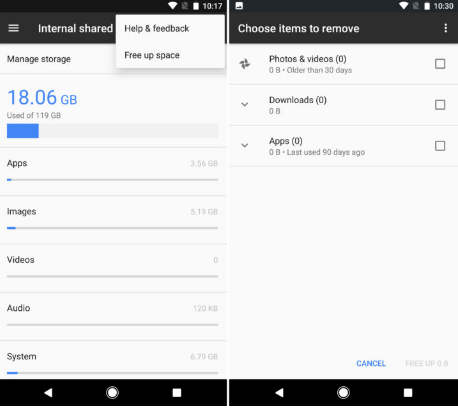 10:17
Internal shared
Help & feedback
Free up space
Manage storage
18.06 GB
Used of 119 GB
Apps 3.56 GB
Images 5.19 GB
Videos 0
Audio 120 KB
System 6.79 GB
10:30
Choose items to remove
Photos & videos (0)
0 B • Older than 30 days
Downloads (0)
0 B
Apps (0)
0 B • Last used 90 days ago
CANCEL FREE UP 0 B